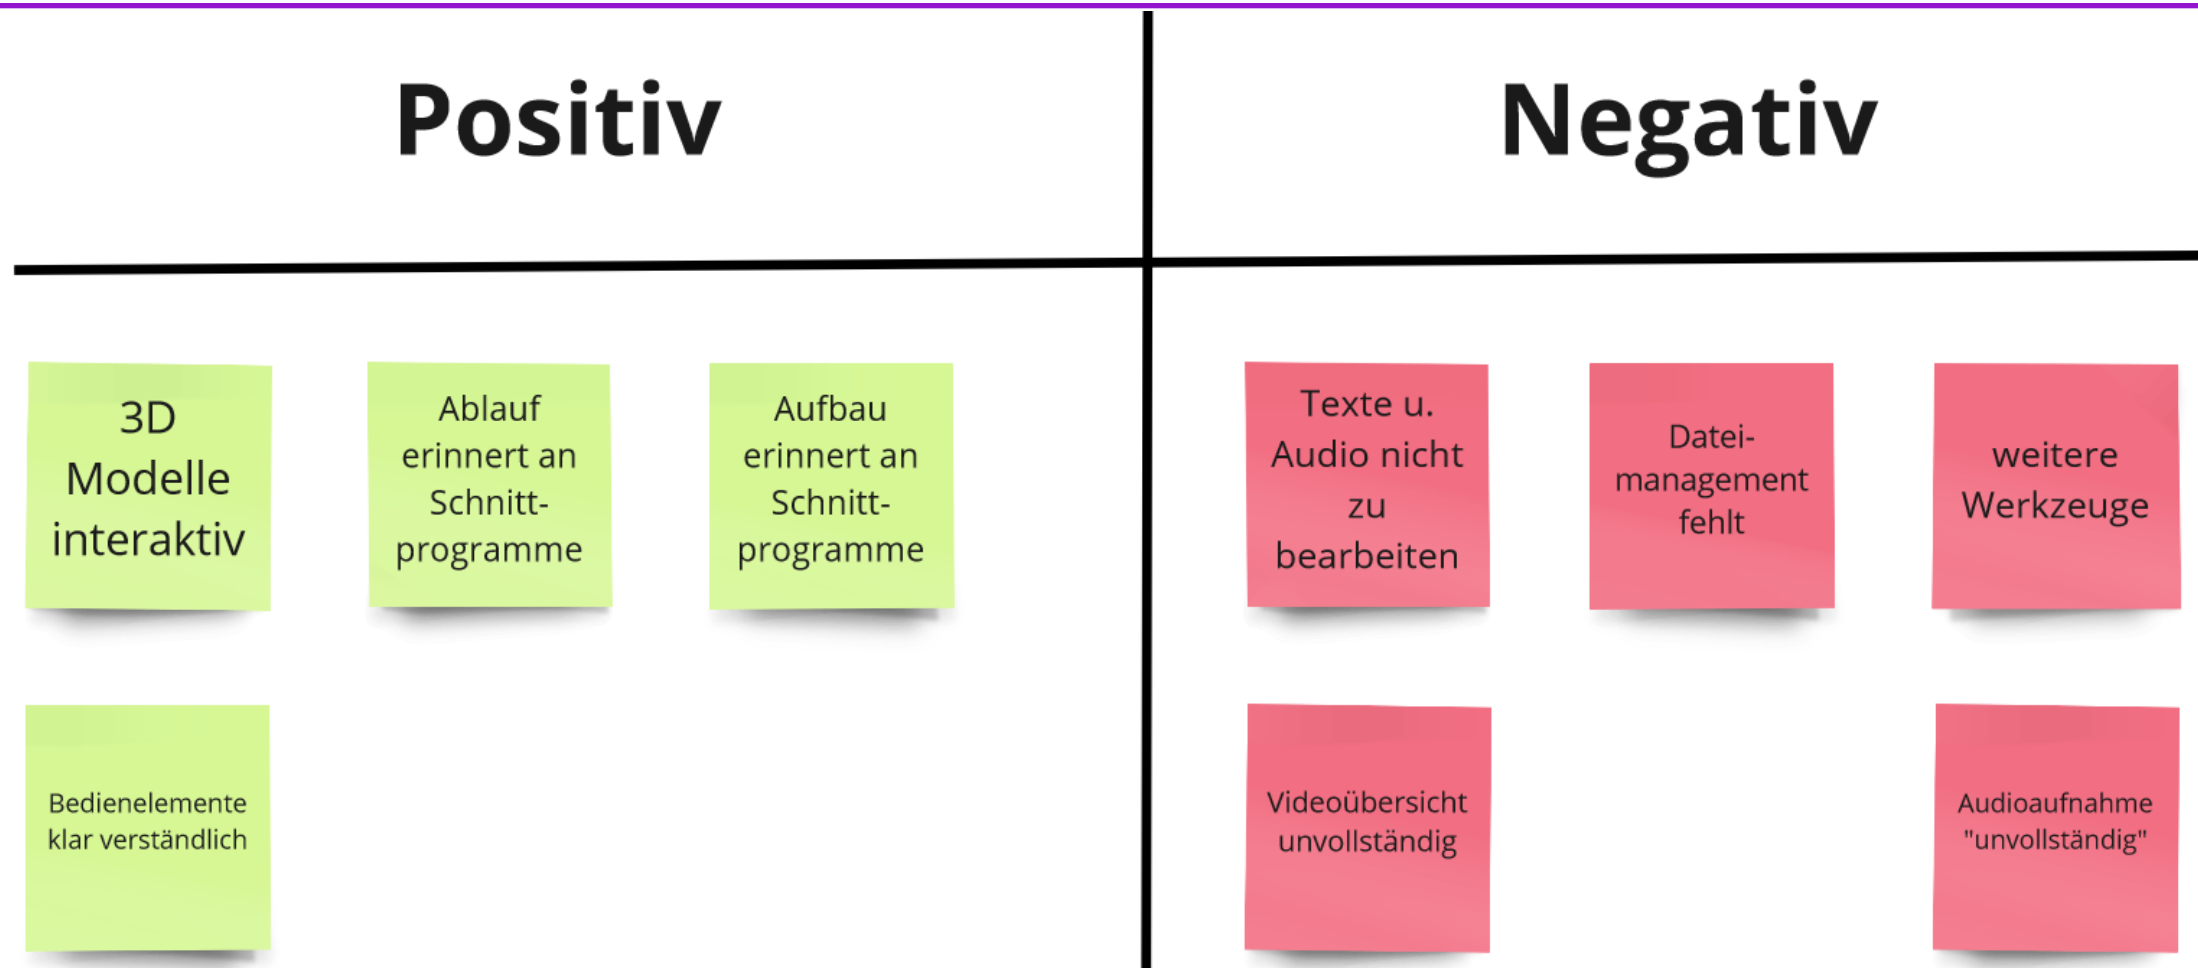 Positiv
Negativ
3D
Modelle
interaktiv
Ablauf
erinnert an
Schnitt-
programme
Aufbau
erinnert an
Schnitt-
programme
Texte u.
Audio nicht
zu
bearbeiten
Datei-
management
fehlt
weitere
Werkzeuge
Bedienelemente
klar verständlich
Videoübersicht
unvollständig
Audioaufnahme
"unvollständig"